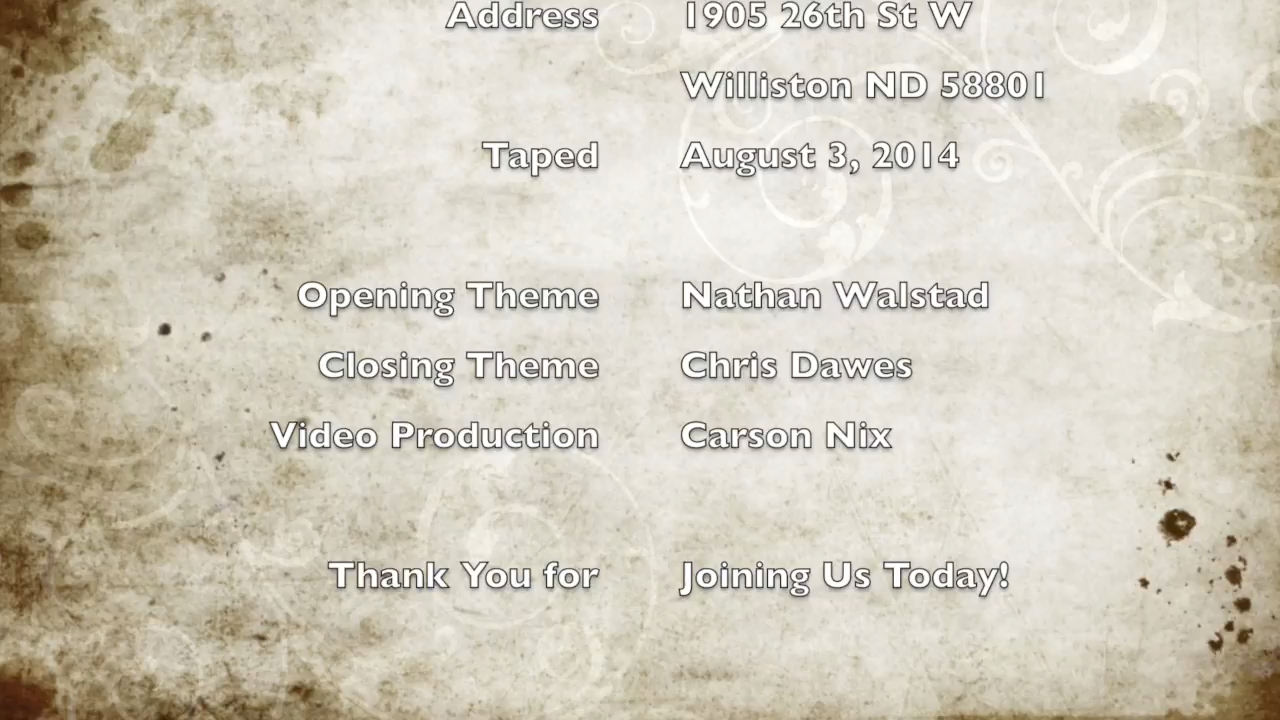 Address 1905 26th St W
Williston ND 58801
Taped August 3, 2014
Opening Theme Nathan Walstad
Closing Theme Chris Dawes
Video Production Carson Nix
Thank You for Joining Us Today!